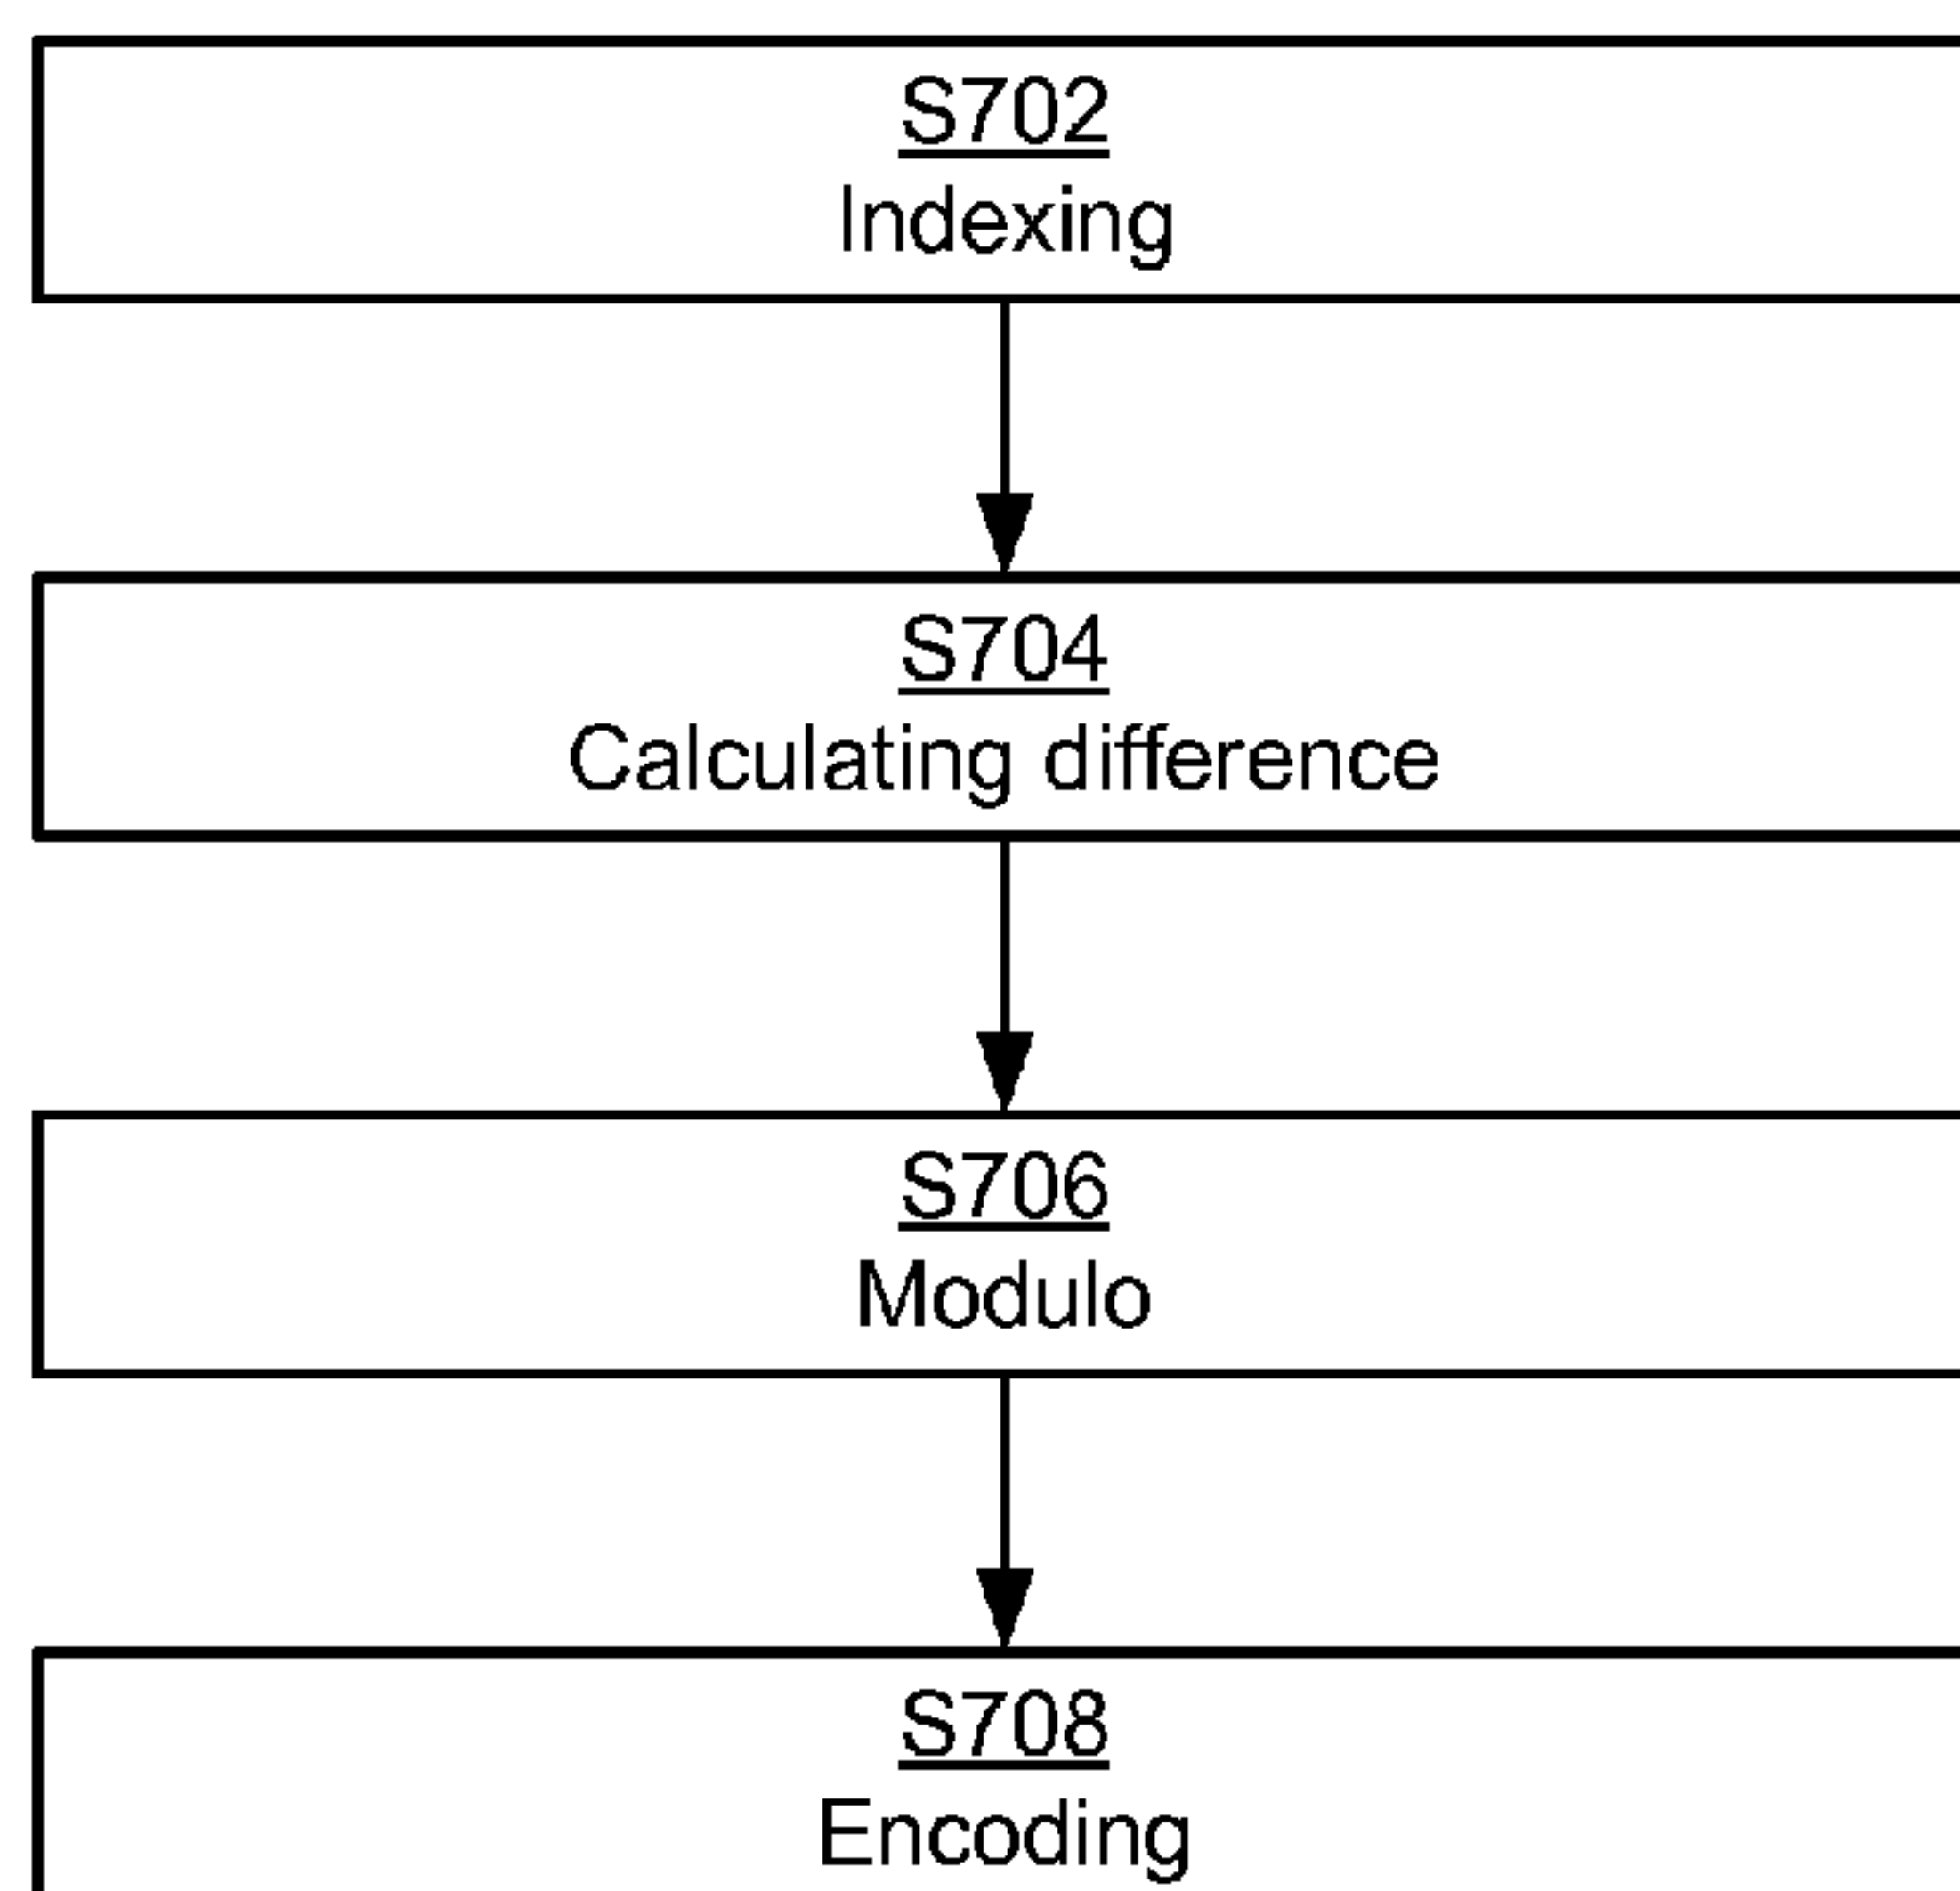 S702
Indexing
S704
Calculating difference
S706
Modulo
S708
Encoding